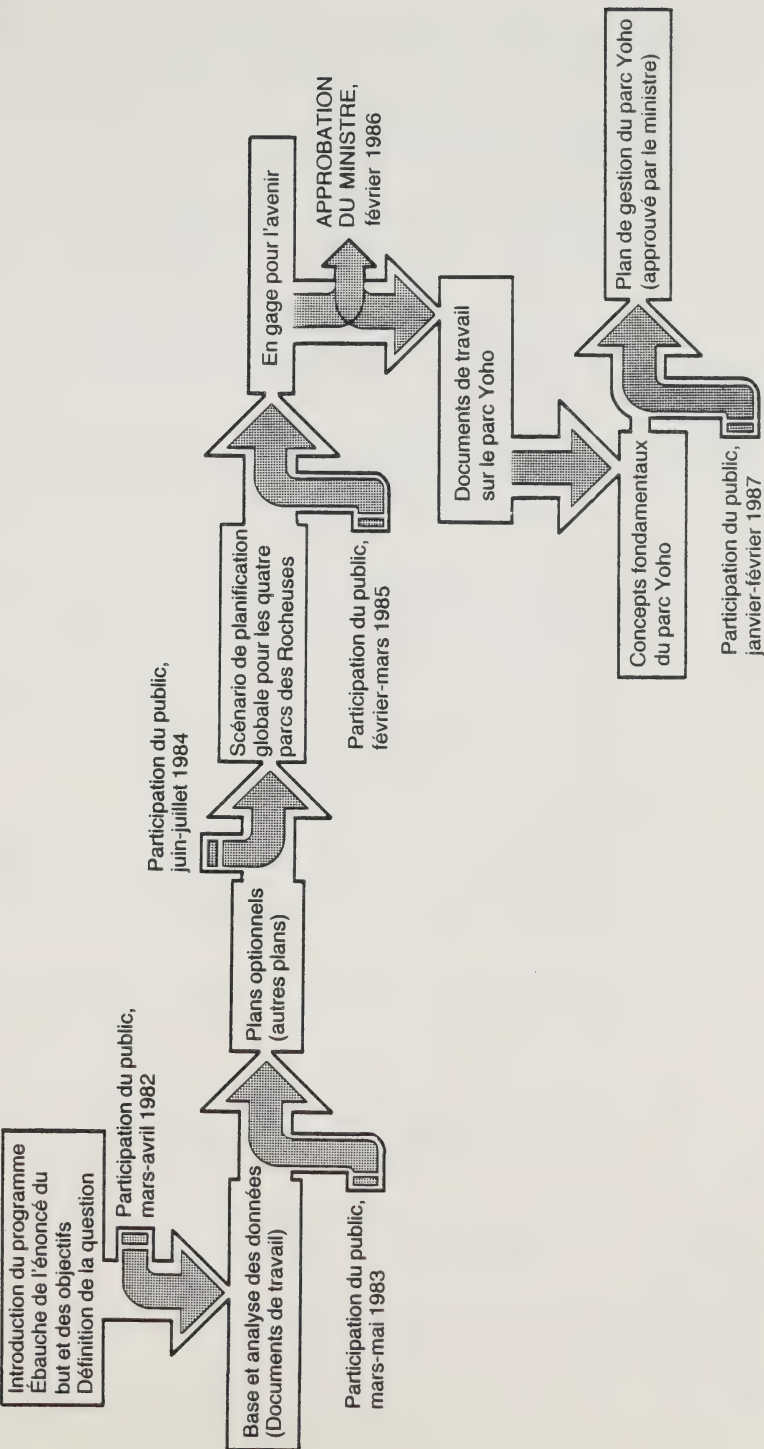 Introduction du programme
Ébauche de l'énoncé du
but et des objectifs
Définition de la question
Participation du public,
mars-avril 1982
Base et analyse des données
(Documents de travail)
Participation du public,
mars-mai 1983
Plans optionnels
(autres plans)
Participation du public,
juin-juillet 1984
Scénario de planification
globale pour les quatre
parcs des Rocheuses
Participation du public,
février-mars 1985
En gage pour l'avenir
APPROBATION
DU MINISTRE,
février 1986
Documents de travail
sur le parc Yoho
Concepts fondamentaux
du parc Yoho
Participation du public,
janvier-février 1987
Plan de gestion du parc Yoho
(approuvé par le ministre)